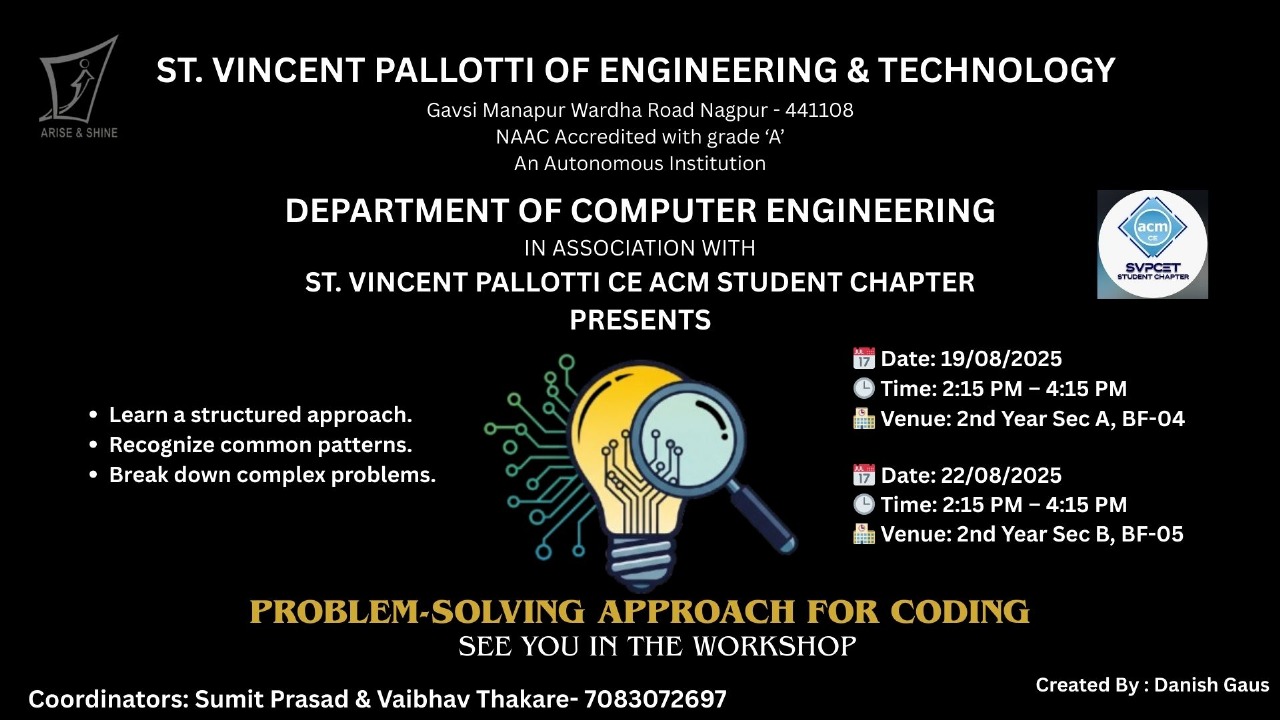 ARISE & SHINE
ST. VINCENT PALLOTTI OF ENGINEERING & TECHNOLOGY
Gavsi Manapur Wardha Road Nagpur - 441108
NAAC Accredited with grade ‘A’
An Autonomous Institution
DEPARTMENT OF COMPUTER ENGINEERING
IN ASSOCIATION WITH
ST. VINCENT PALLOTTI CE ACM STUDENT CHAPTER
PRESENTS
acm
CE
SVPCET
STUDENT CHAPTER
• Learn a structured approach.
• Recognize common patterns.
• Break down complex problems.
JUL
17
Date: 19/08/2025
Time: 2:15 PM – 4:15 PM
Venue: 2nd Year Sec A, BF-04
JUL
17
Date: 22/08/2025
Time: 2:15 PM – 4:15 PM
Venue: 2nd Year Sec B, BF-05
PROBLEM-SOLVING APPROACH FOR CODING
SEE YOU IN THE WORKSHOP
Coordinators: Sumit Prasad & Vaibhav Thakare- 7083072697
Created By : Danish Gaus